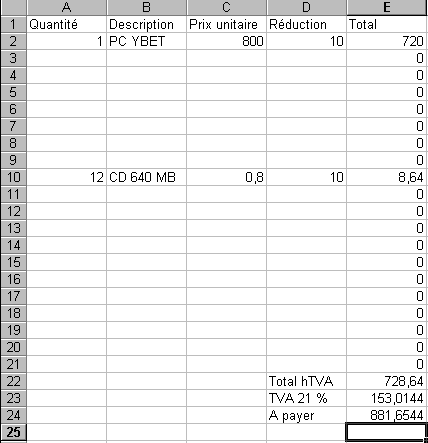 A B C D E
1 Quantité Description Prix unitaire Réduction Total
2 1 PC YBET 800 10 720
3 0
4 0
5 0
6 0
7 0
8 0
9 0
10 12 CD 640 MB 0,8 10 8,64
11 0
12 0
13 0
14 0
15 0
16 0
17 0
18 0
19 0
20 0
21 0
22 Total hTVA 728,64
23 TVA 21 % 153,0144
24 A payer 881,6544
25